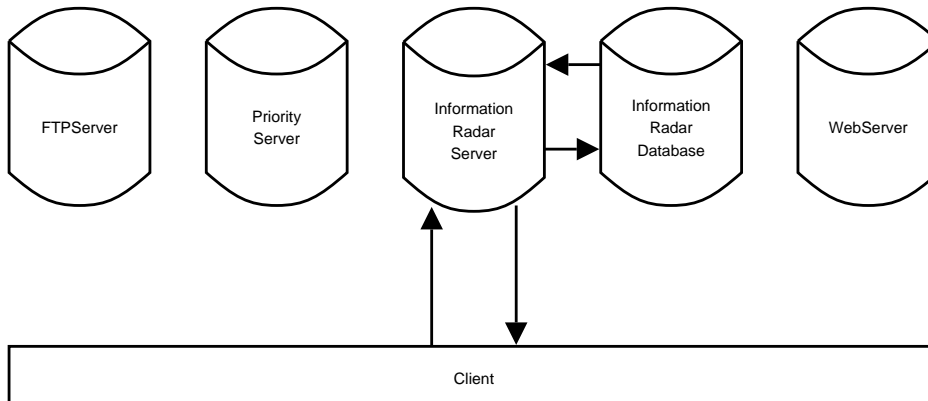 FTPServer
Priority
Server
Information
Radar
Server
Information
Radar
Database
WebServer
Client